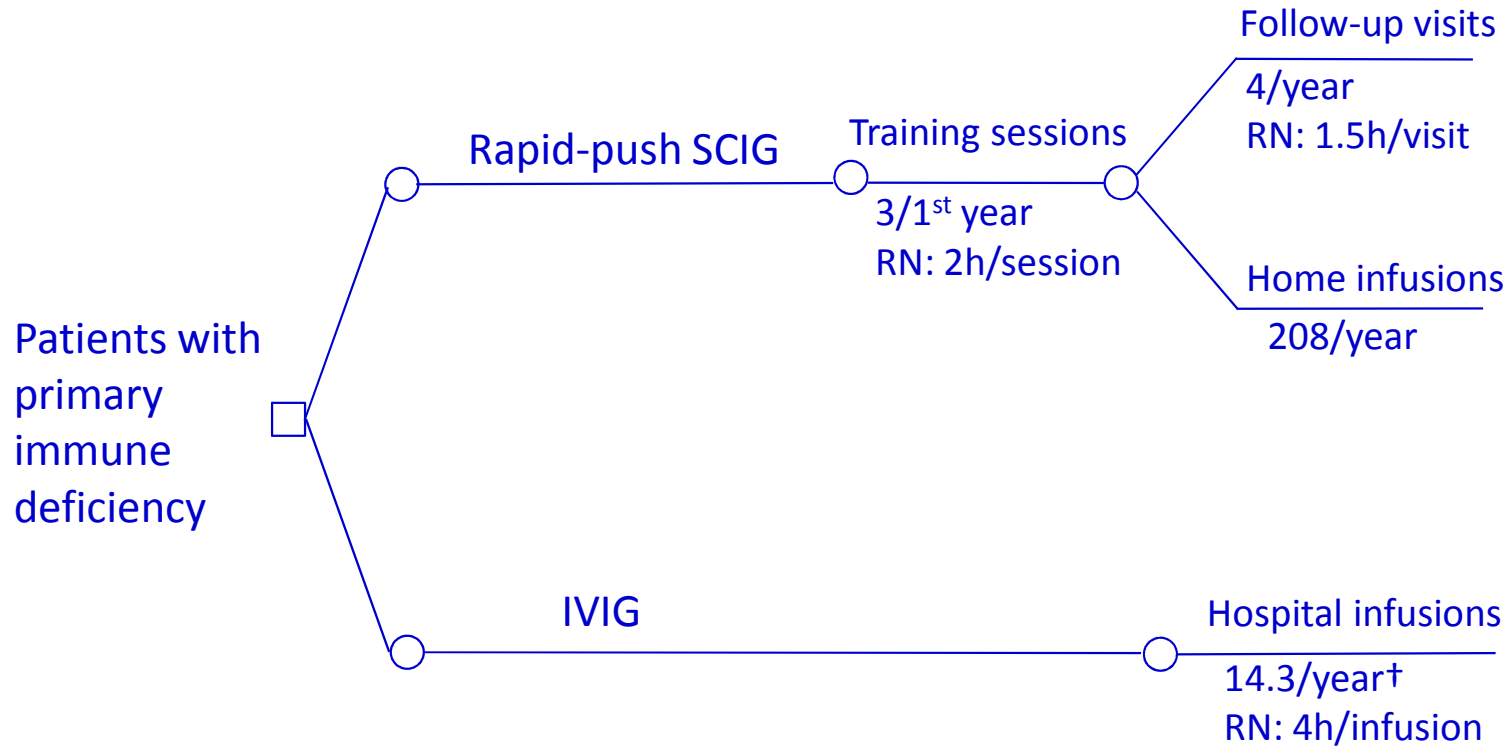 Follow-up visits
4/year
RN: 1.5h/visit
Rapid-push SCIG
Training sessions
3/1st year
RN: 2h/session
Home infusions
208/year
Patients with
primary
immune
deficiency
IVIG
Hospital infusions
14.3/year†
RN: 4h/infusion